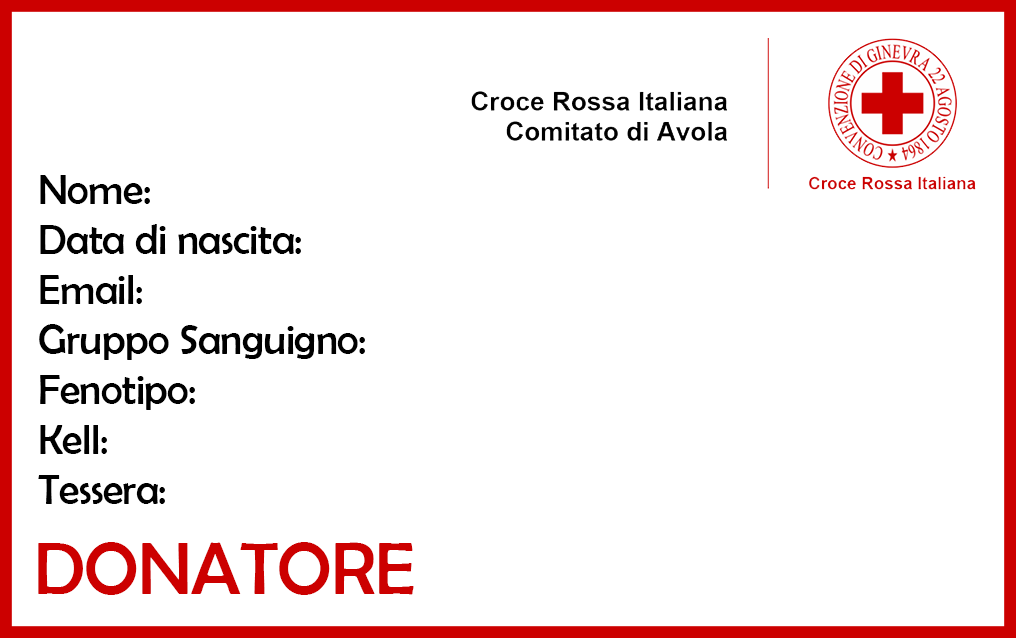 Croce Rossa Italiana
Comitato di Avola
CONVENZIONE DI GINEVRA 22 AGOSTO 1864
Croce Rossa Italiana
Nome:
Data di nascita:
Email:
Gruppo Sanguigno:
Fenotipo:
Kell:
Tessera:
DONATORE